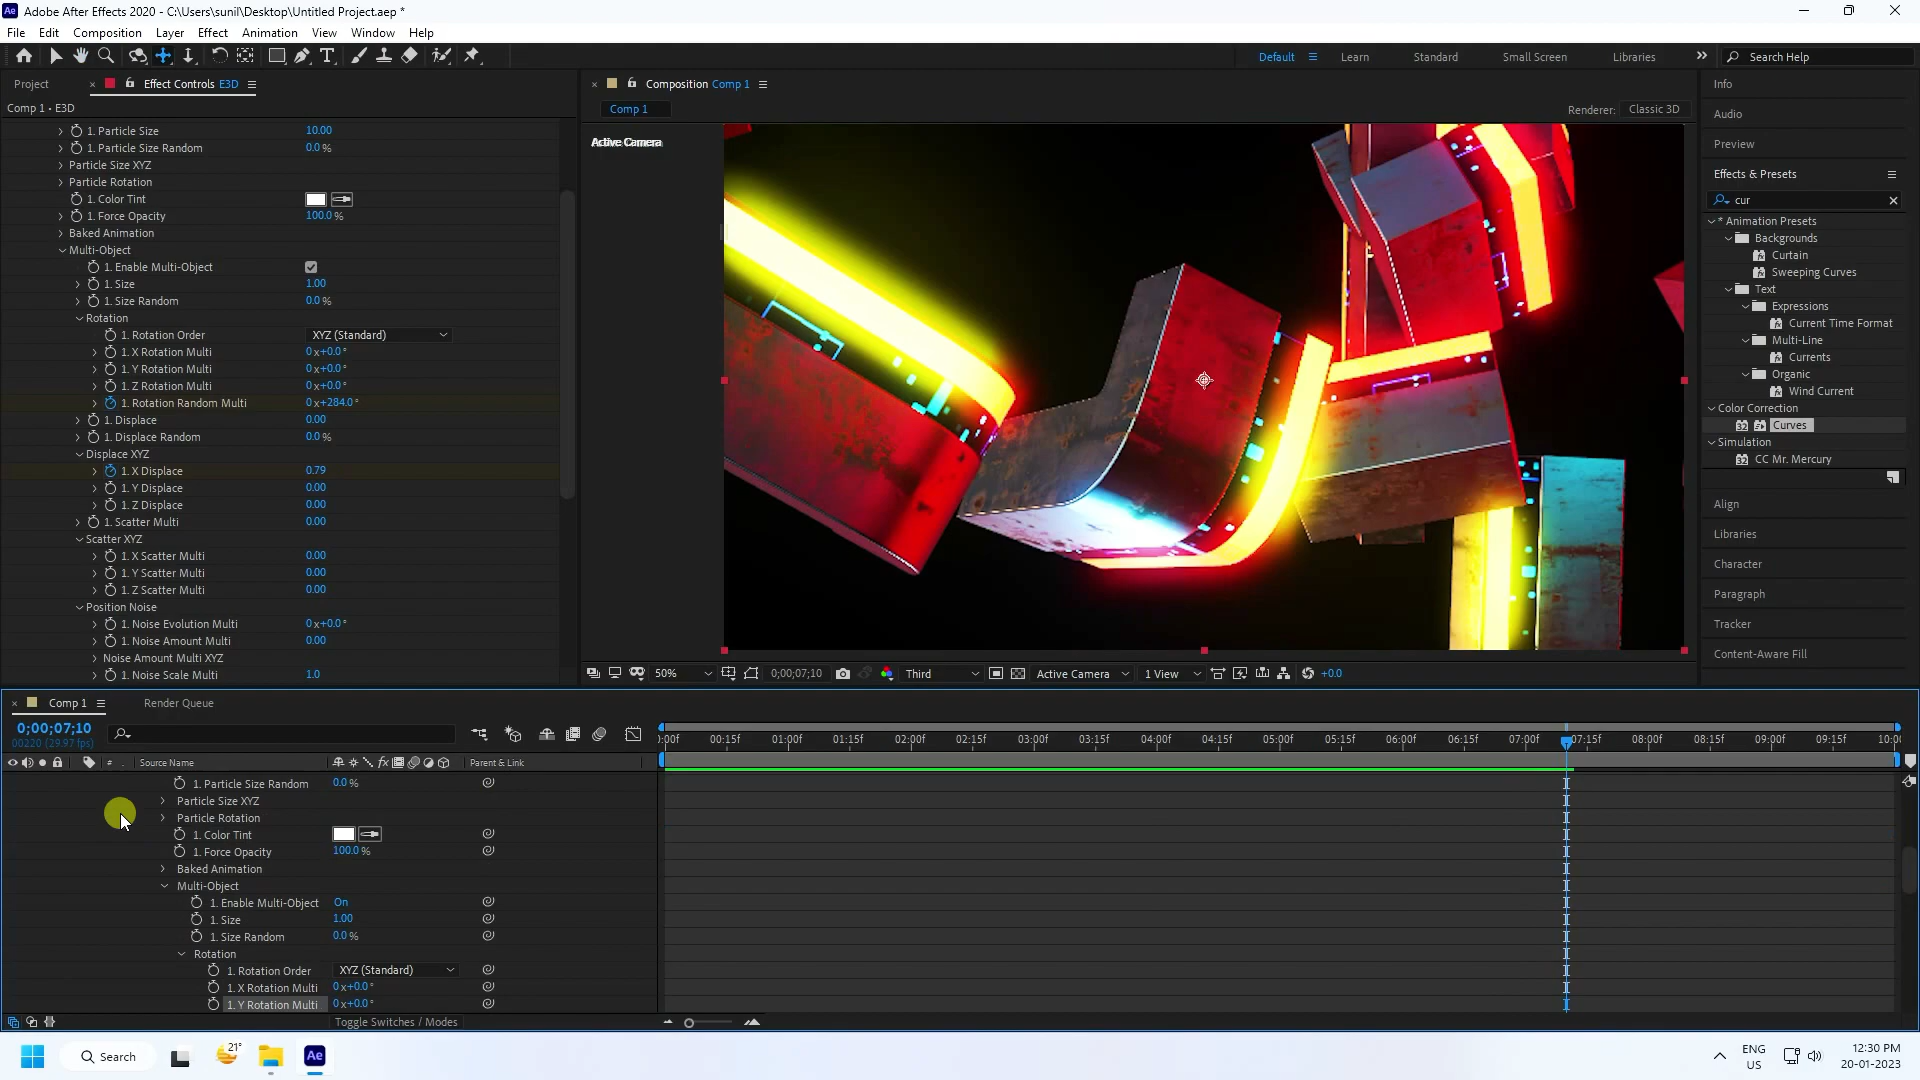 Adobe After Effects 2020 - C:\Users\sunil\Desktop\Untitled Project.aep *
File Edit Composition Layer Effect Animation View Window Help
Default Learn Standard Small Screen Libraries Search Help
Project Effect Controls E3D
Comp 1 • E3D
1. Particle Size 10.00
1. Particle Size Random 0.0 %
Particle Size XYZ
Particle Rotation
1. Color Tint
1. Force Opacity 100.0 %
Baked Animation
Multi-Object
1. Enable Multi-Object
1. Size 1.00
1. Size Random 0.0 %
Rotation
1. Rotation Order XYZ (Standard)
1. X Rotation Multi 0x+0.0°
1. Y Rotation Multi 0x+0.0°
1. Z Rotation Multi 0x+0.0°
1. Rotation Random Multi 0x+284.0°
1. Displace 0.00
1. Displace Random 0.0 %
Displace XYZ
1. X Displace 0.79
1. Y Displace 0.00
1. Z Displace 0.00
1. Scatter Multi 0.00
Scatter XYZ
1. X Scatter Multi 0.00
1. Y Scatter Multi 0.00
1. Z Scatter Multi 0.00
Position Noise
1. Noise Evolution Multi 0x+0.0°
1. Noise Amount Multi 0.00
Noise Amount Multi XYZ
1. Noise Scale Multi 1.0
Composition Comp 1
Comp 1
Renderer: Classic 3D
Active Camera
50% 0;00;07;10 Third Active Camera 1 View +0.0
Info
Audio
Preview
Effects & Presets
cur
* Animation Presets
Backgrounds
Curtain
Sweeping Curves
Text
Expressions
Current Time Format
Multi-Line
Currents
Organic
Wind Current
Color Correction
32 Curves
Simulation
32 CC Mr. Mercury
Align
Libraries
Character
Paragraph
Tracker
Content-Aware Fill
Comp 1 Render Queue
0;00;07;10
00220 (29.97 fps)
:00f 00:15f 01:00f 01:15f 02:00f 02:15f 03:00f 03:15f 04:00f 04:15f 05:00f 05:15f 06:00f 06:15f 07:00f 07:15f 08:00f 08:15f 09:00f 09:15f 10:0
# Source Name fx Parent & Link
1. Particle Size Random 0.0 %
Particle Size XYZ
Particle Rotation
1. Color Tint
1. Force Opacity 100.0 %
Baked Animation
Multi-Object
1. Enable Multi-Object On
1. Size 1.00
1. Size Random 0.0 %
Rotation
1. Rotation Order XYZ (Standard)
1. X Rotation Multi 0x+0.0°
1. Y Rotation Multi 0x+0.0°
Toggle Switches / Modes
Search 21° Ae ENG US 12:30 PM
20-01-2023